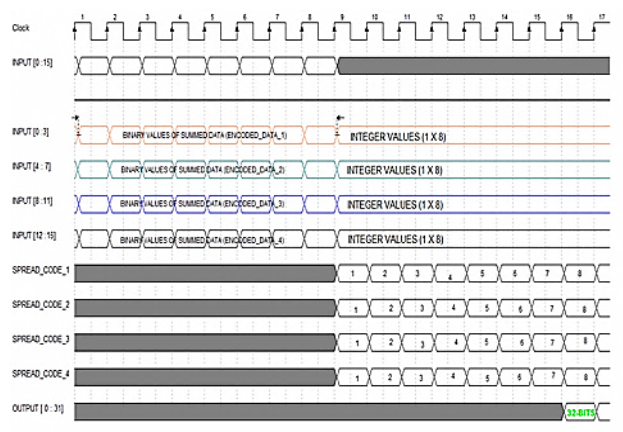 1 2 3 4 5 6 7 8 9 10 11 12 13 14 15 16 17
Clock
INPUT [0 :15]
INPUT [0 :3] BINARY VALUES OF SUMMED DATA (ENCODED_DATA_1) INTEGER VALUES (1 X 8)
INPUT [4 : 7] BINARY VALUES OF SUMMED DATA (ENCODED_DATA_2) INTEGER VALUES (1 X 8)
INPUT [8 :11] BINARY VALUES OF SUMMED DATA (ENCODED_DATA_3) INTEGER VALUES (1 X 8)
INPUT [12 :15] BINARY VALUES OF SUMMED DATA (ENCODED_DATA_4) INTEGER VALUES (1 X 8)
SPREAD_CODE_1 1 2 3 4 5 6 7 8
SPREAD_CODE_2 1 2 3 4 5 6 7 8
SPREAD_CODE_3 1 2 3 4 5 6 7 8
SPREAD_CODE_4 1 2 3 4 5 6 7 8
OUTPUT [ 0 : 31] 32-BITS